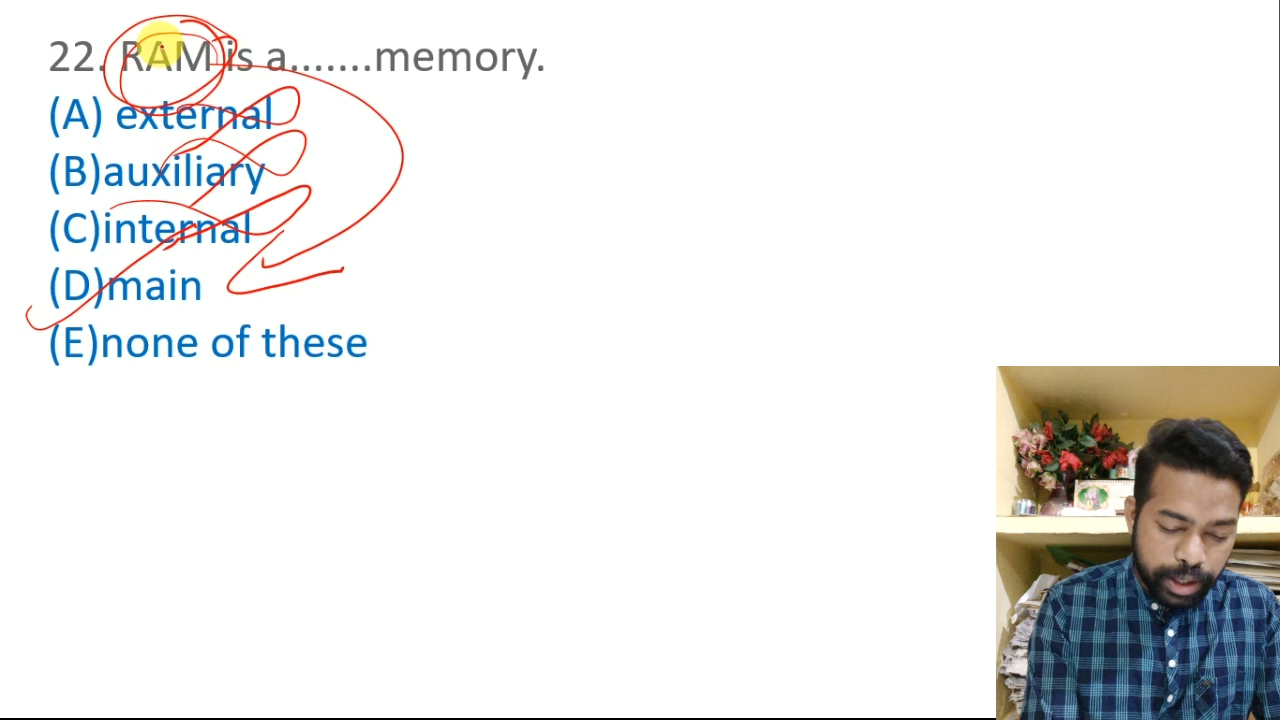 22. RAM is a.......memory.
(A) external
(B)auxiliary
(C)internal
(D)main
(E)none of these